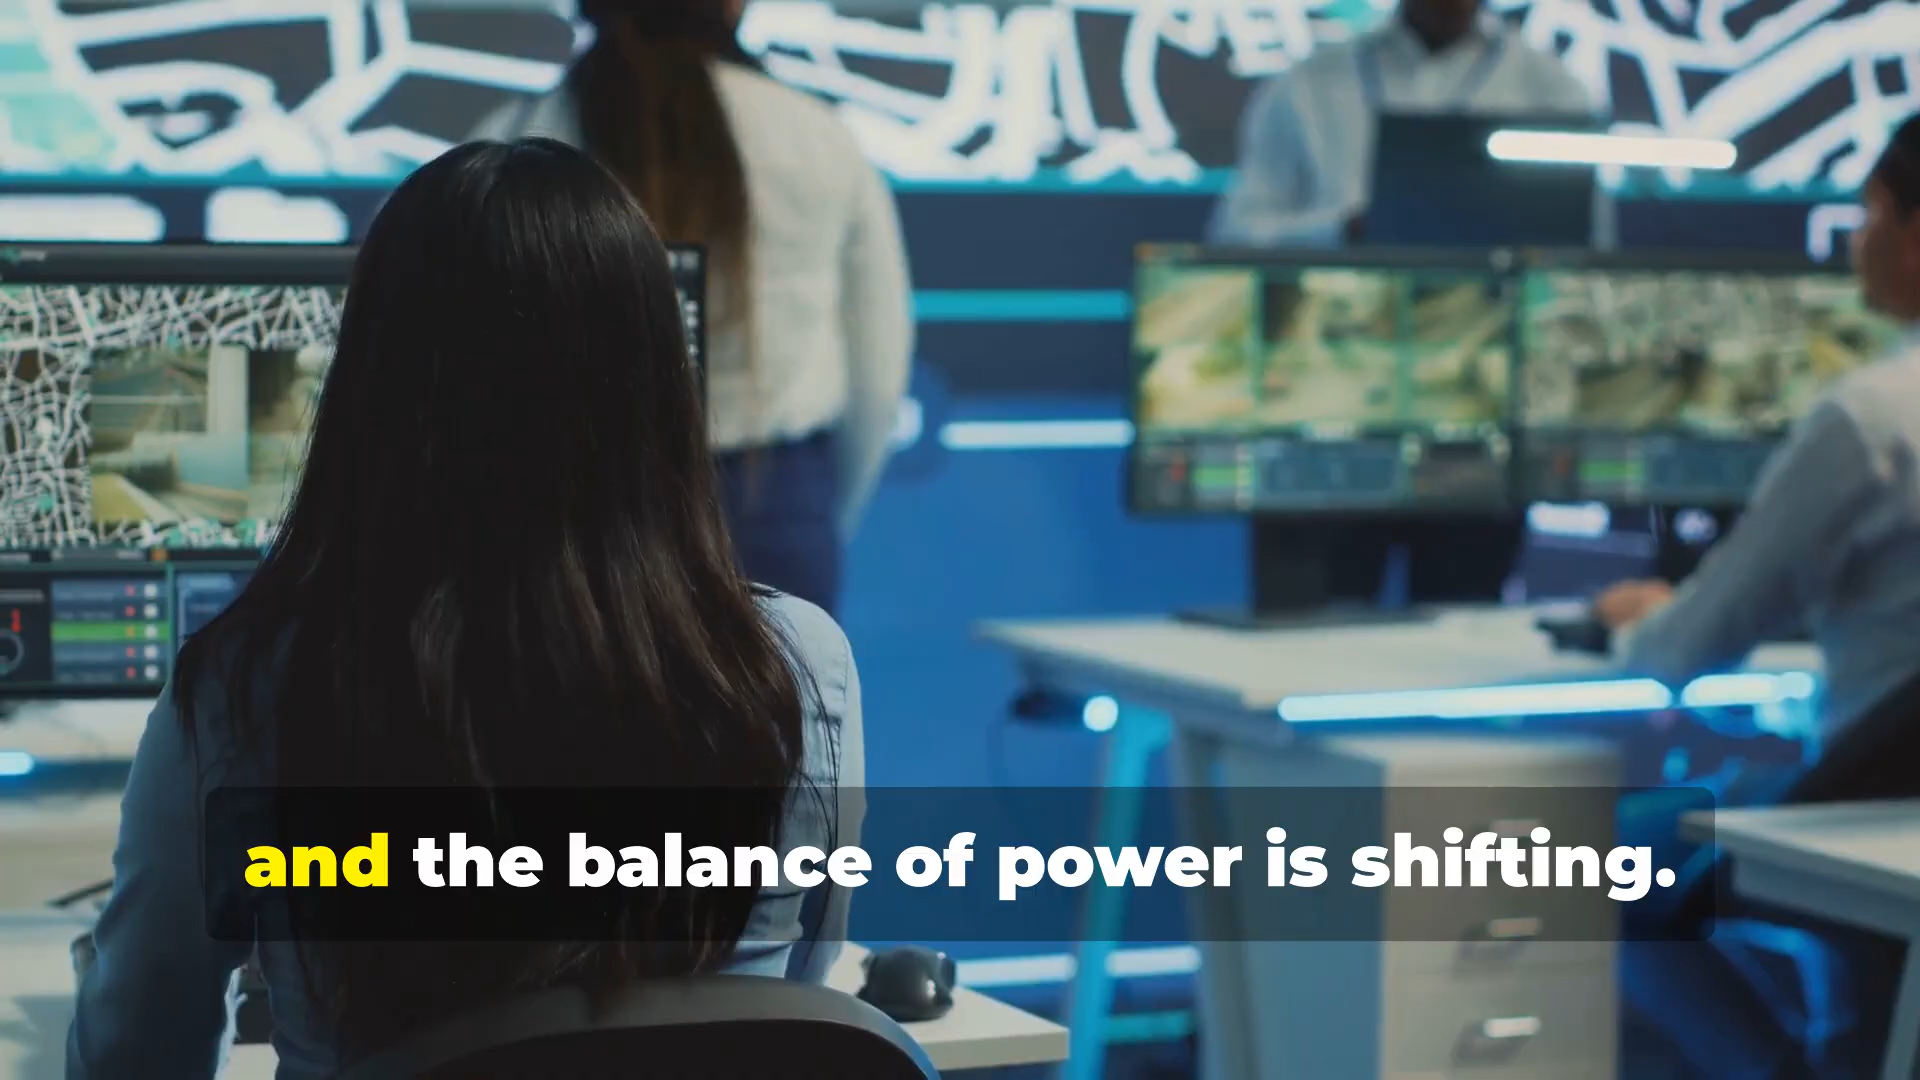 and the balance of power is shifting.